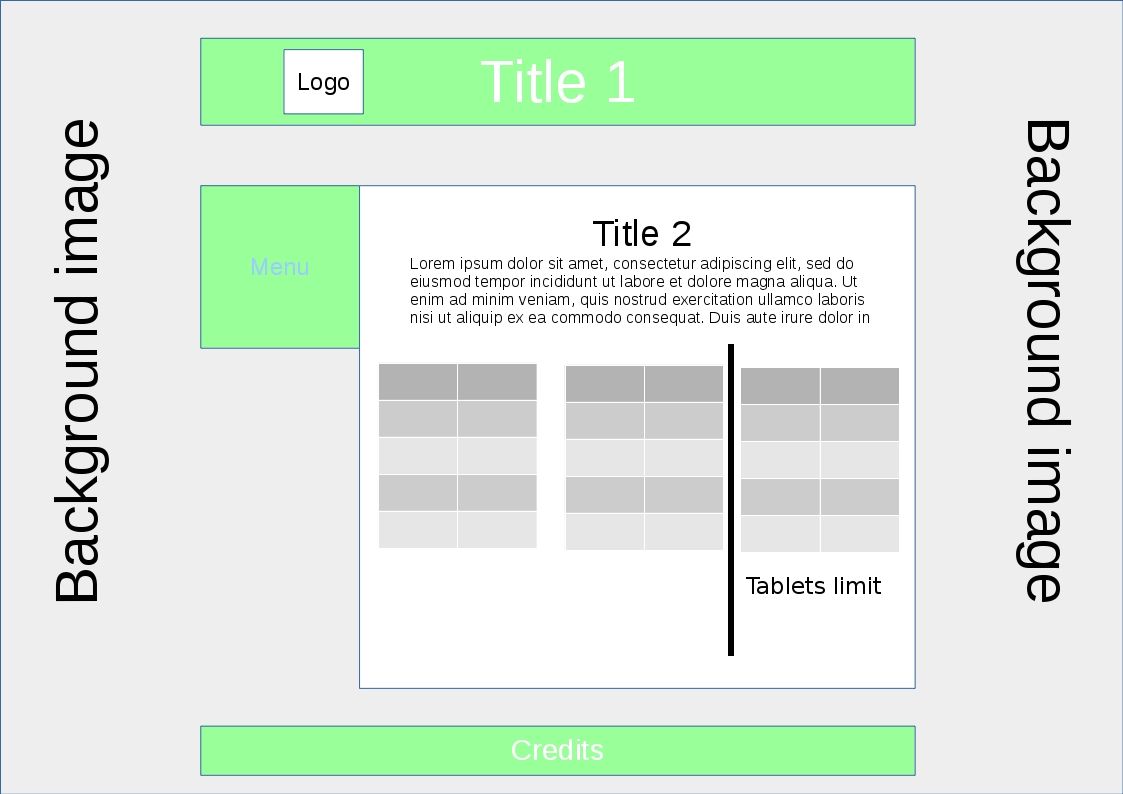 Logo
Title 1
Background image
Background image
Menu
Title 2
Lorem ipsum dolor sit amet, consectetur adipiscing elit, sed do
eiusmod tempor incididunt ut labore et dolore magna aliqua. Ut
enim ad minim veniam, quis nostrud exercitation ullamco laboris
nisi ut aliquip ex ea commodo consequat. Duis aute irure dolor in
Tablets limit
Credits